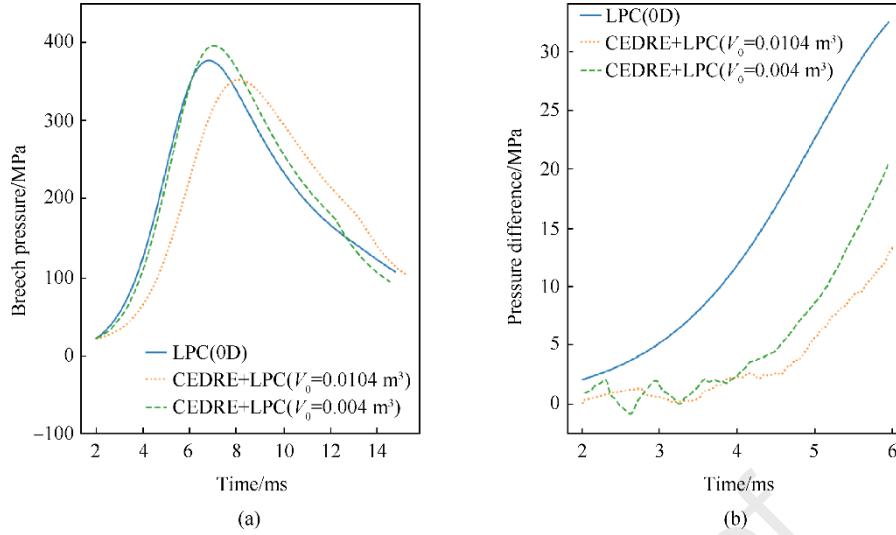 400
300
200
100
0
−100
Breech pressure/MPa
LPC(0D)
CEDRE+LPC(V₀=0.0104 m³)
CEDRE+LPC(V₀=0.004 m³)
2 4 6 8 10 12 14
Time/ms
(a)
LPC(0D)
CEDRE+LPC(V₀=0.0104 m³)
CEDRE+LPC(V₀=0.004 m³)
30
25
20
15
10
5
0
Pressure difference/MPa
2 3 4 5 6
Time/ms
(b)